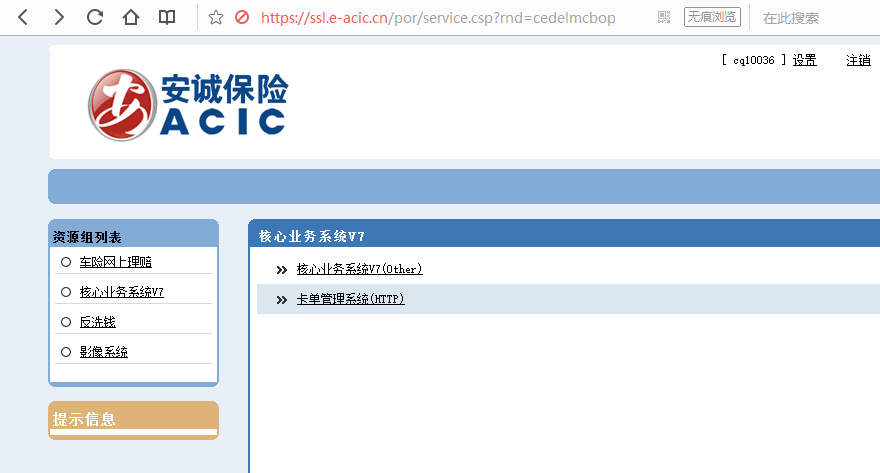 https://ssl.e-acic.cn/por/service.csp?rnd=cedelmcbop
无痕浏览
在此搜索
[ cq10036 ] 设置 注销
安诚保险
ACIC
资源组列表
车险网上理赔
核心业务系统V7
反洗钱
影像系统
提示信息
核心业务系统V7
核心业务系统V7(Other)
卡单管理系统(HTTP)